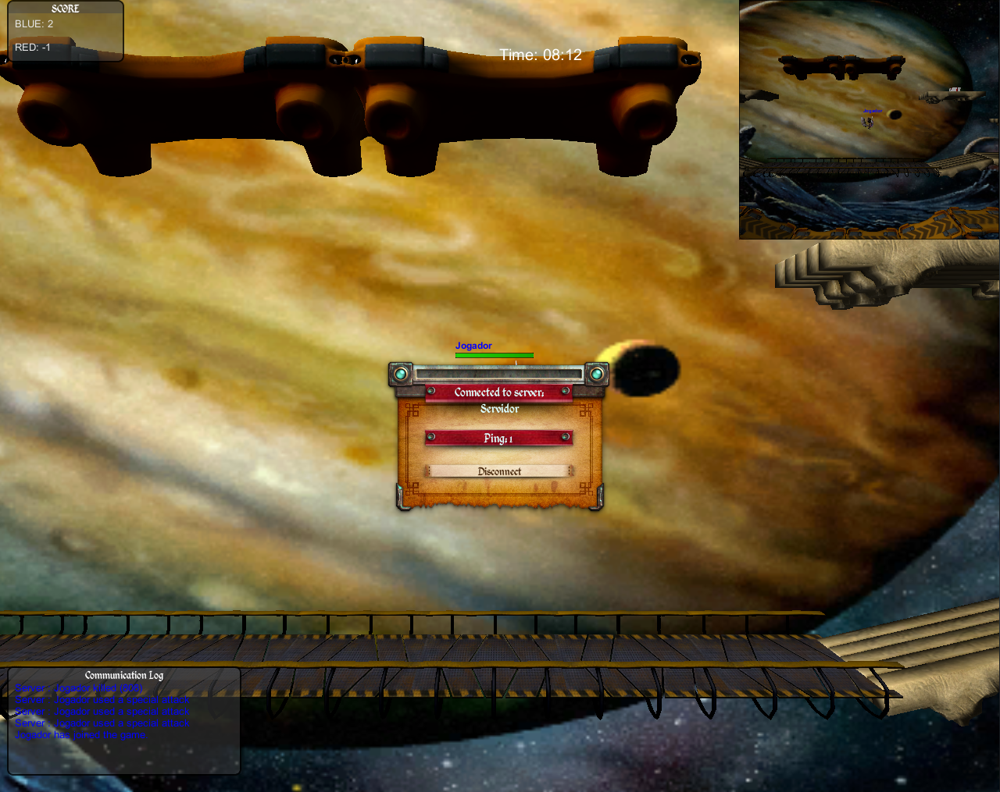 SCORE
BLUE: 2
RED: -1
Time: 08:12
Jogador
Jogador
Connected to server:
Servidor
Ping: 1
Disconnect
Communication Log
Server : Jogador killed
Server : Jogador used a special attack
Server : Jogador used a special attack
Server : Jogador used a special attack
Jogador has joined the game